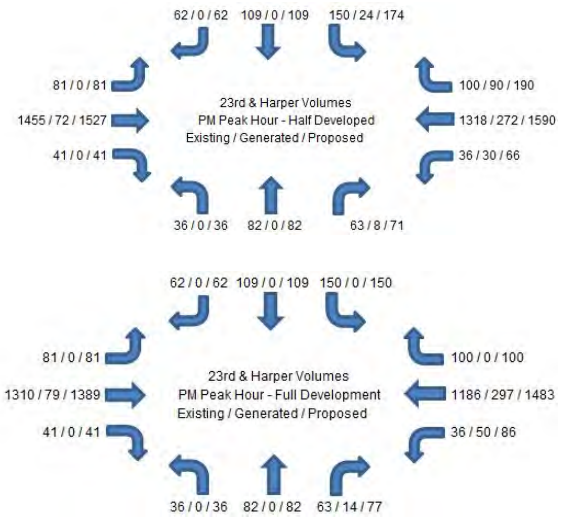 62 / 0 / 62 109 / 0 / 109 150 / 24 / 174
81 / 0 / 81 100 / 90 / 190
23rd & Harper Volumes
1455 / 72 / 1527 PM Peak Hour - Half Developed 1318 / 272 / 1590
Existing / Generated / Proposed
41 / 0 / 41 36 / 30 / 66
36 / 0 / 36 82 / 0 / 82 63 / 8 / 71
62 / 0 / 62 109 / 0 / 109 150 / 0 / 150
81 / 0 / 81 100 / 0 / 100
23rd & Harper Volumes
1310 / 79 / 1389 PM Peak Hour - Full Development 1186 / 297 / 1483
Existing / Generated / Proposed
41 / 0 / 41 36 / 50 / 86
36 / 0 / 36 82 / 0 / 82 63 / 14 / 77